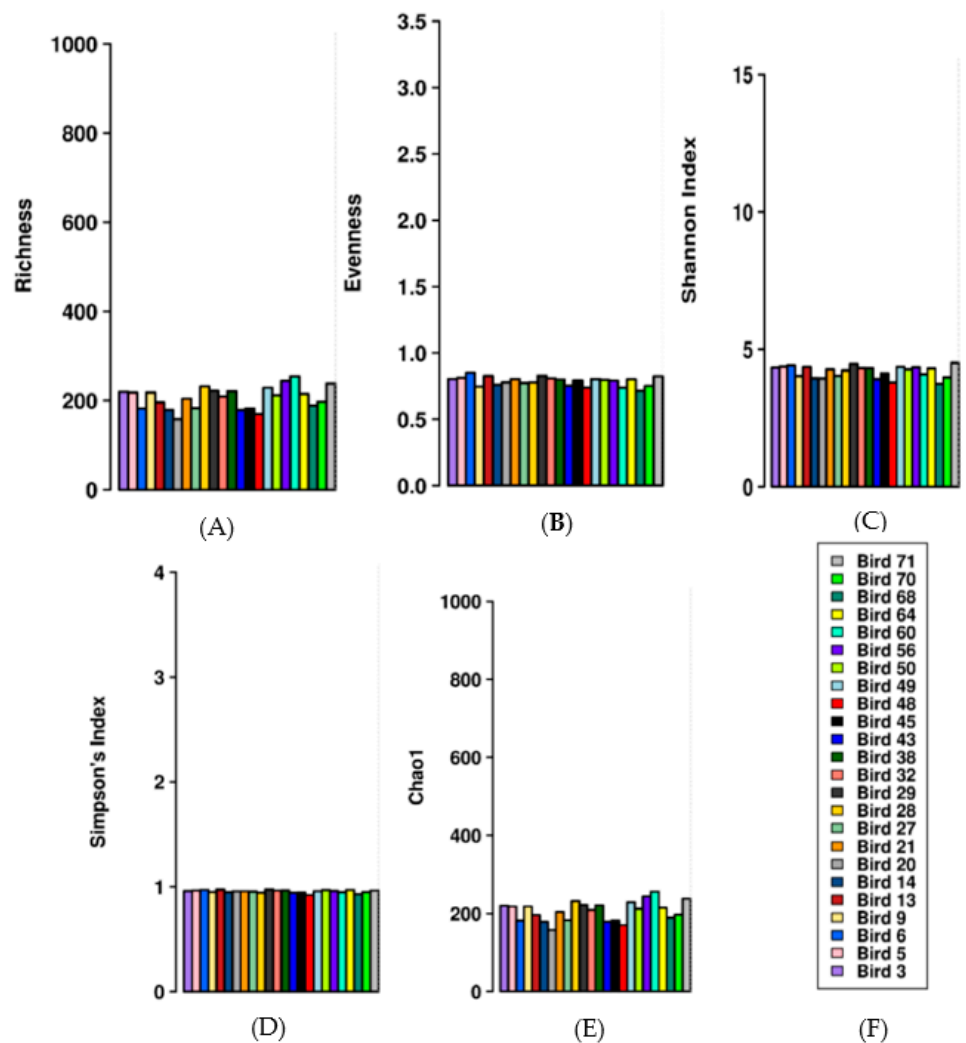 Richness
1000
800
600
400
200
0
(A)
Evenness
3.5
3.0
2.5
2.0
1.5
1.0
0.5
0.0
(B)
Shannon Index
15
10
5
0
(C)
Simpson's Index
4
3
2
1
0
(D)
Chao1
1000
800
600
400
200
0
(E)
Bird 71
Bird 70
Bird 68
Bird 64
Bird 60
Bird 56
Bird 50
Bird 49
Bird 48
Bird 45
Bird 43
Bird 38
Bird 32
Bird 29
Bird 28
Bird 27
Bird 21
Bird 20
Bird 14
Bird 13
Bird 9
Bird 6
Bird 5
Bird 3
(F)